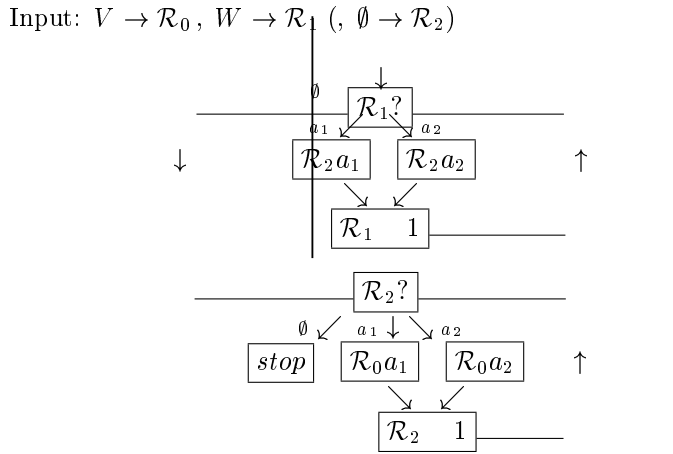 Input: V → ℛ₀ , W → ℛ₁ (, ∅ → ℛ₂)
↓
∅
ℛ₁?
a₁ a₂
↓ ℛ₂a₁ ℛ₂a₂ ↑
ℛ₁ 1
ℛ₂?
∅ a₁ a₂
stop ℛ₀a₁ ℛ₀a₂ ↑
ℛ₂ 1